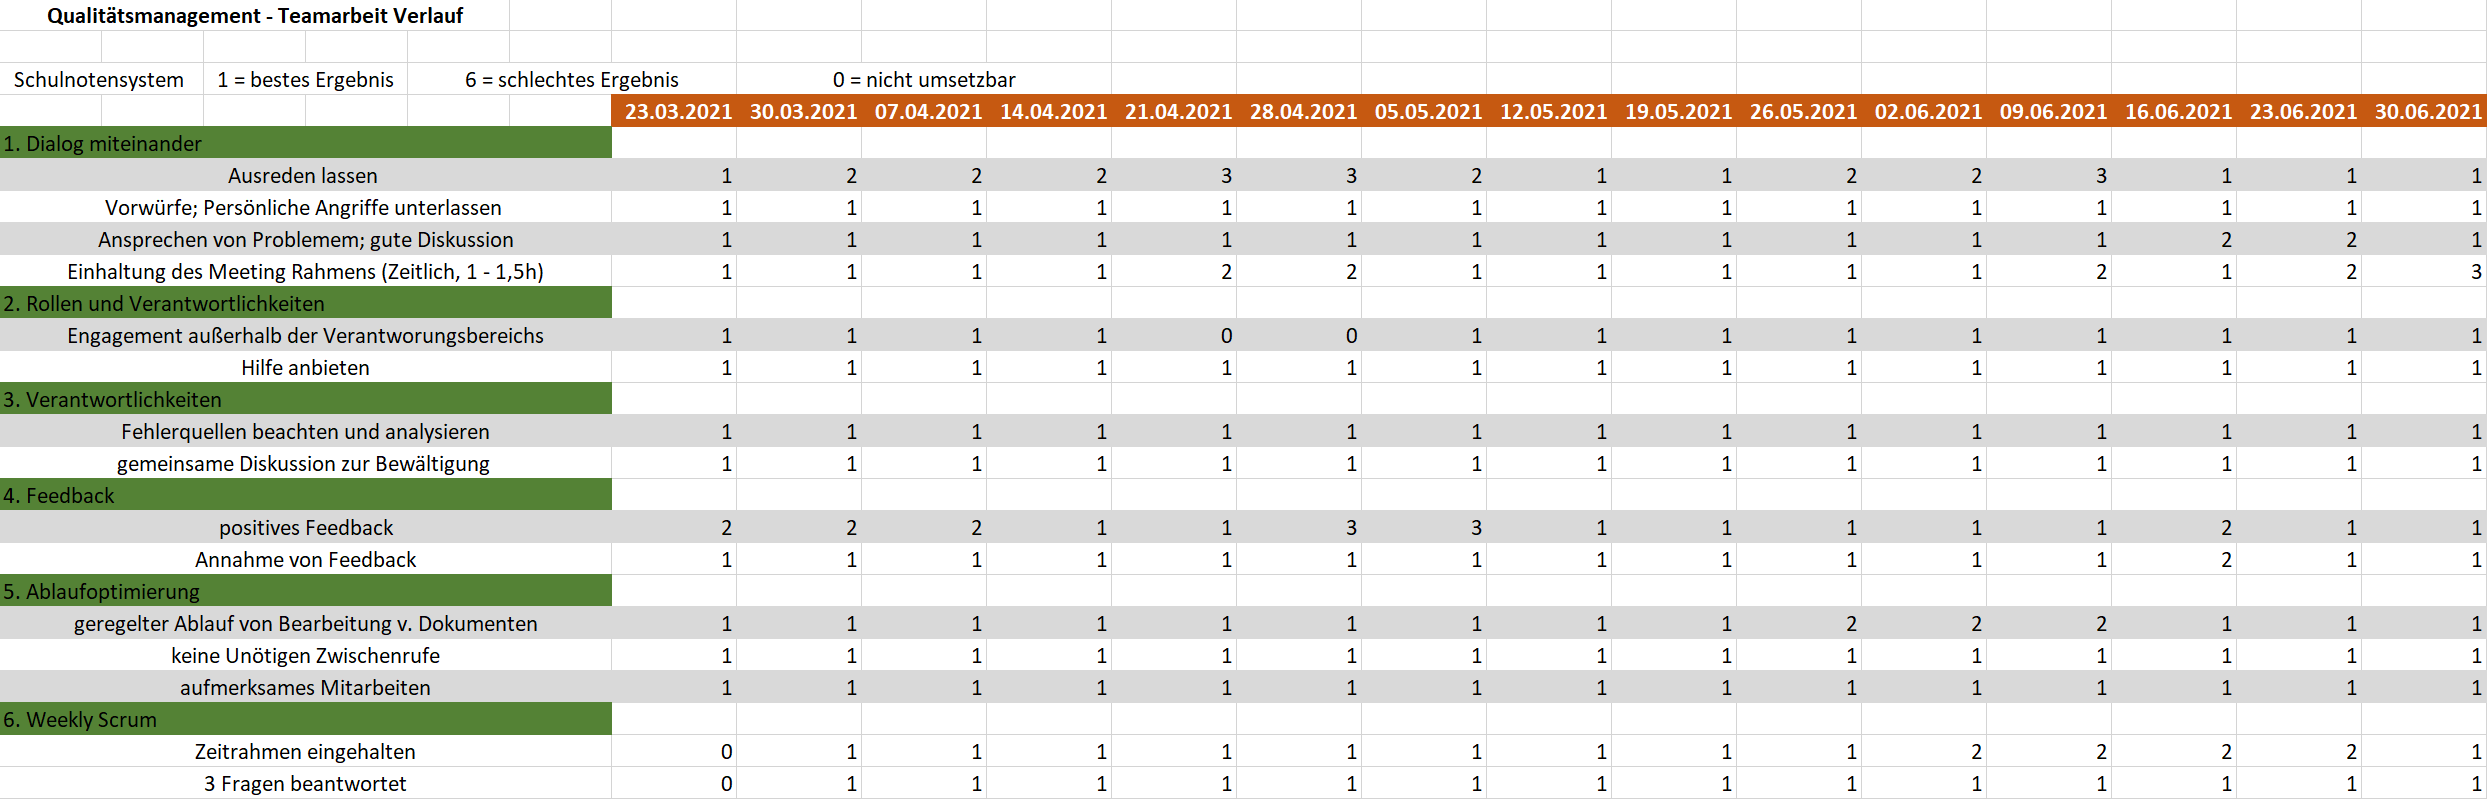 Qualitätsmanagement - Teamarbeit Verlauf
Schulnotensystem 1 = bestes Ergebnis 6 = schlechtes Ergebnis 0 = nicht umsetzbar
23.03.2021 30.03.2021 07.04.2021 14.04.2021 21.04.2021 28.04.2021 05.05.2021 12.05.2021 19.05.2021 26.05.2021 02.06.2021 09.06.2021 16.06.2021 23.06.2021 30.06.2021
1. Dialog miteinander
Ausreden lassen 1 2 2 2 3 3 2 1 1 2 2 3 1 1 1
Vorwürfe; Persönliche Angriffe unterlassen 1 1 1 1 1 1 1 1 1 1 1 1 1 1 1
Ansprechen von Problemem; gute Diskussion 1 1 1 1 1 1 1 1 1 1 1 1 2 2 1
Einhaltung des Meeting Rahmens (Zeitlich, 1 - 1,5h) 1 1 1 1 2 2 1 1 1 1 1 2 1 2 3
2. Rollen und Verantwortlichkeiten
Engagement außerhalb der Verantworungsbereichs 1 1 1 1 0 0 1 1 1 1 1 1 1 1 1
Hilfe anbieten 1 1 1 1 1 1 1 1 1 1 1 1 1 1 1
3. Verantwortlichkeiten
Fehlerquellen beachten und analysieren 1 1 1 1 1 1 1 1 1 1 1 1 1 1 1
gemeinsame Diskussion zur Bewältigung 1 1 1 1 1 1 1 1 1 1 1 1 1 1 1
4. Feedback
positives Feedback 2 2 2 1 1 3 3 1 1 1 1 1 2 1 1
Annahme von Feedback 1 1 1 1 1 1 1 1 1 1 1 1 2 1 1
5. Ablaufoptimierung
geregelter Ablauf von Bearbeitung v. Dokumenten 1 1 1 1 1 1 1 1 1 2 2 2 1 1 1
keine Unötigen Zwischenrufe 1 1 1 1 1 1 1 1 1 1 1 1 1 1 1
aufmerksames Mitarbeiten 1 1 1 1 1 1 1 1 1 1 1 1 1 1 1
6. Weekly Scrum
Zeitrahmen eingehalten 0 1 1 1 1 1 1 1 1 1 2 2 2 2 1
3 Fragen beantwortet 0 1 1 1 1 1 1 1 1 1 1 1 1 1 1